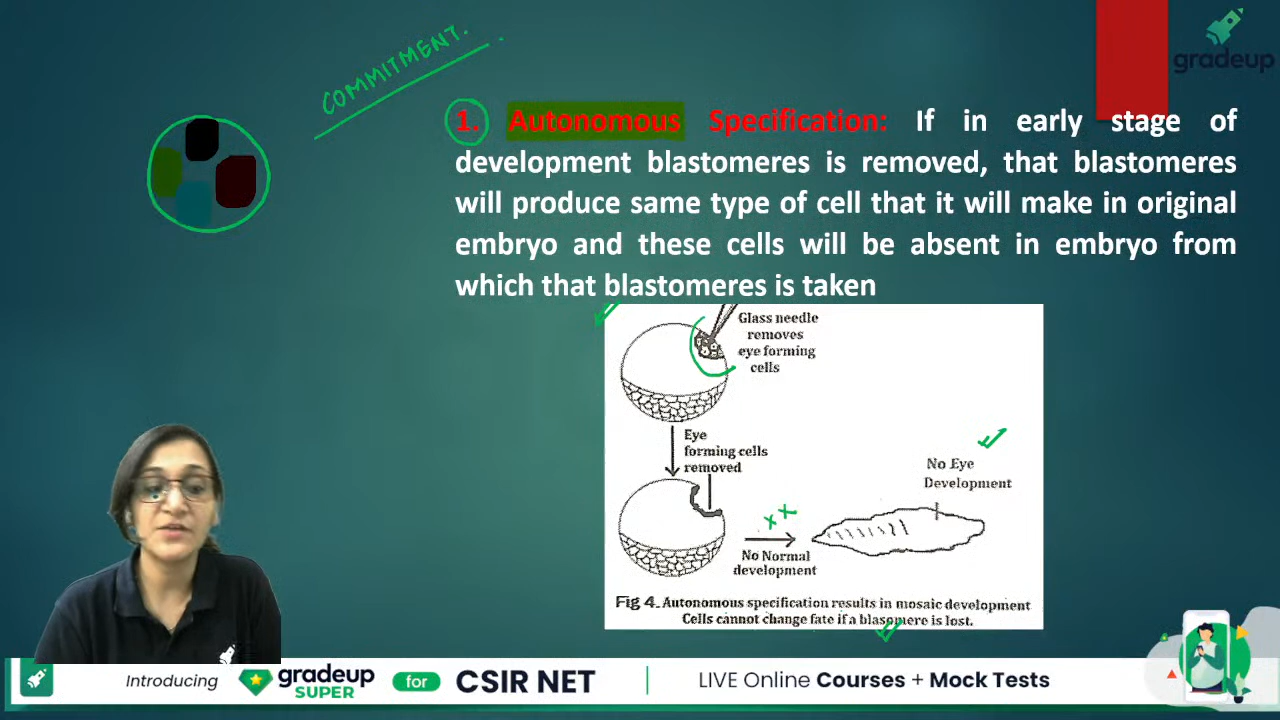 COMMITMENT.
gradeup
1. Autonomous Specification: If in early stage of
development blastomeres is removed, that blastomeres
will produce same type of cell that it will make in original
embryo and these cells will be absent in embryo from
which that blastomeres is taken
Glass needle
removes
eye forming
cells
Eye
forming cells
removed
No Eye
Development
No Normal
development
Fig 4. Autonomous specification results in mosaic development
Cells cannot change fate if a blasomere is lost.
Introducing gradeup SUPER for CSIR NET LIVE Online Courses + Mock Tests